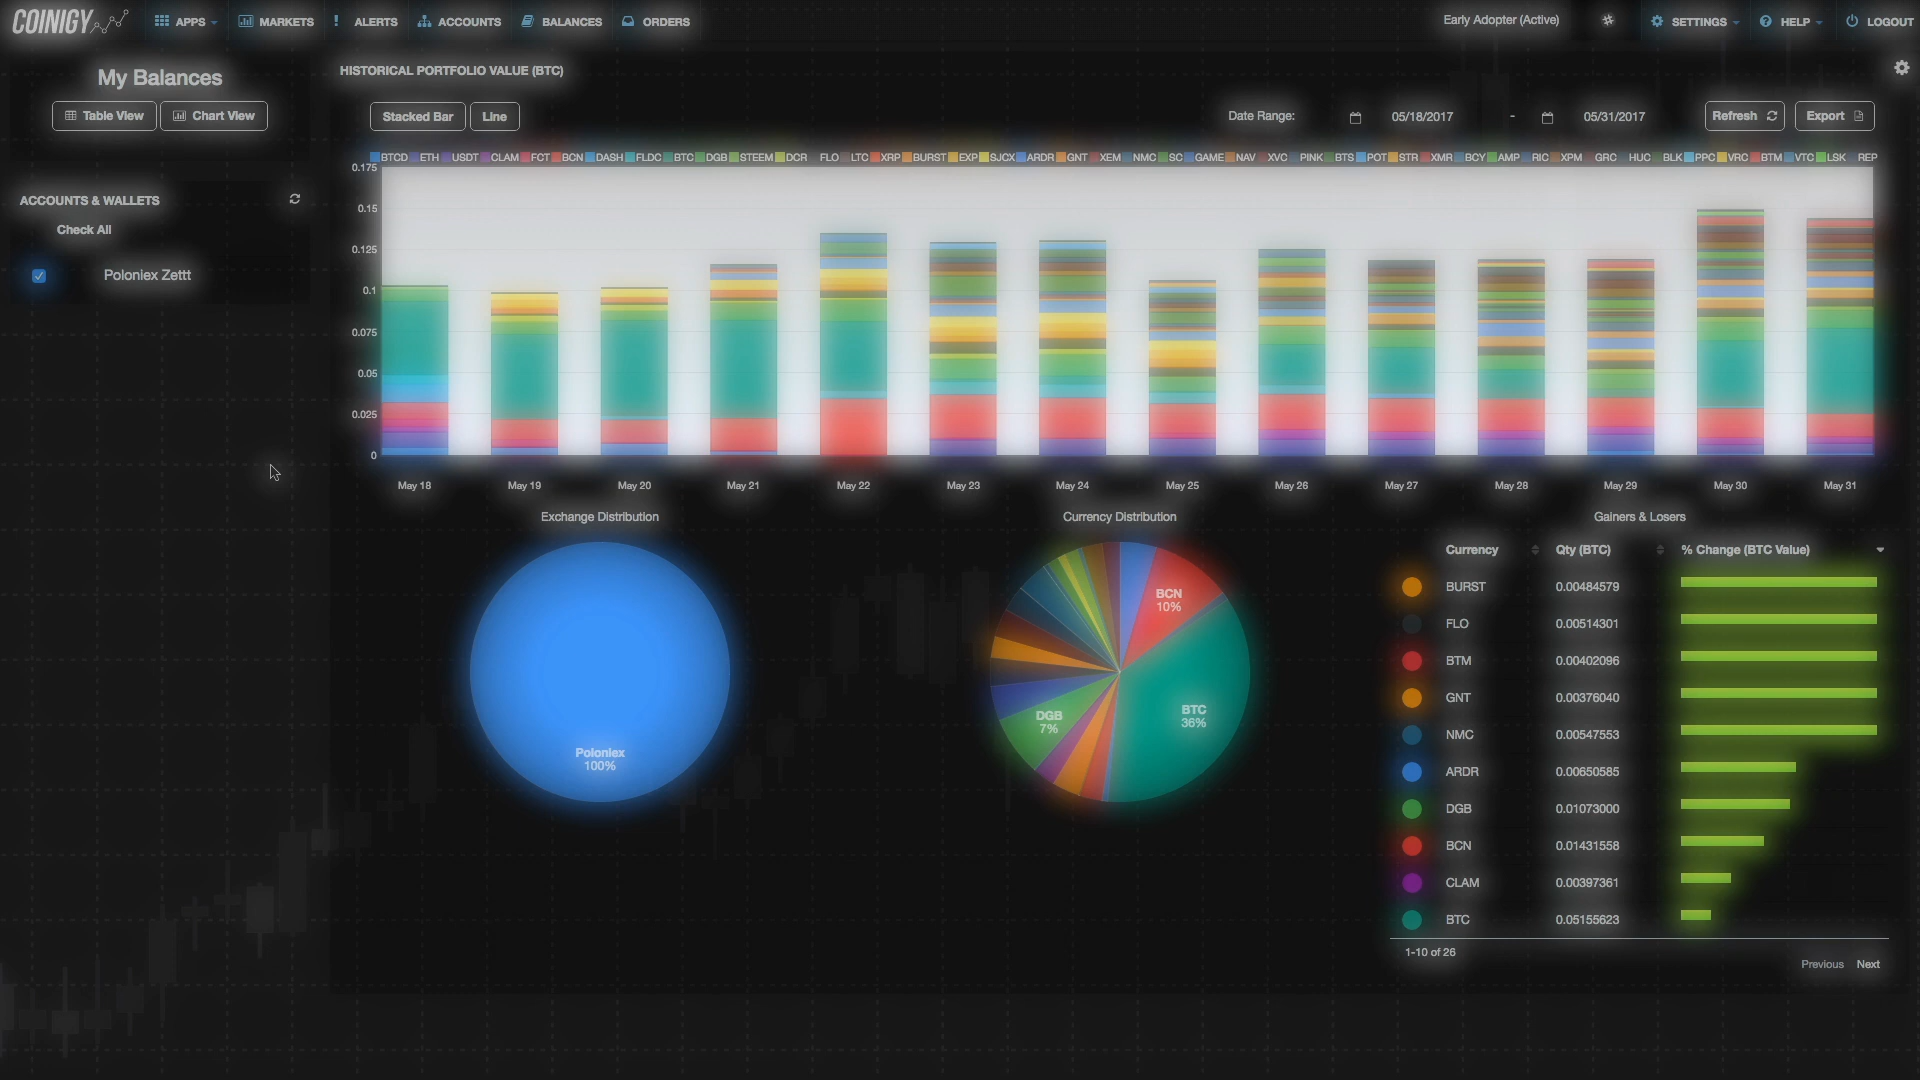 COINIGY APPS MARKETS ALERTS ACCOUNTS BALANCES ORDERS Early Adopter (Active) SETTINGS HELP LOGOUT
My Balances
Table View Chart View
ACCOUNTS & WALLETS
Check All
Poloniex Zettt
HISTORICAL PORTFOLIO VALUE (BTC)
Stacked Bar Line Date Range: 05/18/2017 - 05/31/2017 Refresh Export
BTCD ETH USDT CLAM FCT BCN DASH FLDC BTC DGB STEEM DCR FLO LTC XRP BURST EXP SJCX ARDR GNT XEM NMC SC GAME NAV XVC PINK BTS POT STR XMR BCY AMP RIC XPM GRC HUC BLK PPC VRC BTM VTC LSK REP
0.175
0.15
0.125
0.1
0.075
0.05
0.025
0
May 18 May 19 May 20 May 21 May 22 May 23 May 24 May 25 May 26 May 27 May 28 May 29 May 30 May 31
Exchange Distribution
Poloniex
100%
Currency Distribution
BCN
10%
BTC
36%
DGB
7%
Gainers & Losers
Currency Qty (BTC) % Change (BTC Value)
BURST 0.00484579
FLO 0.00514301
BTM 0.00402096
GNT 0.00376040
NMC 0.00547553
ARDR 0.00650585
DGB 0.01073000
BCN 0.01431558
CLAM 0.00397361
BTC 0.05155623
1-10 of 26
Previous Next